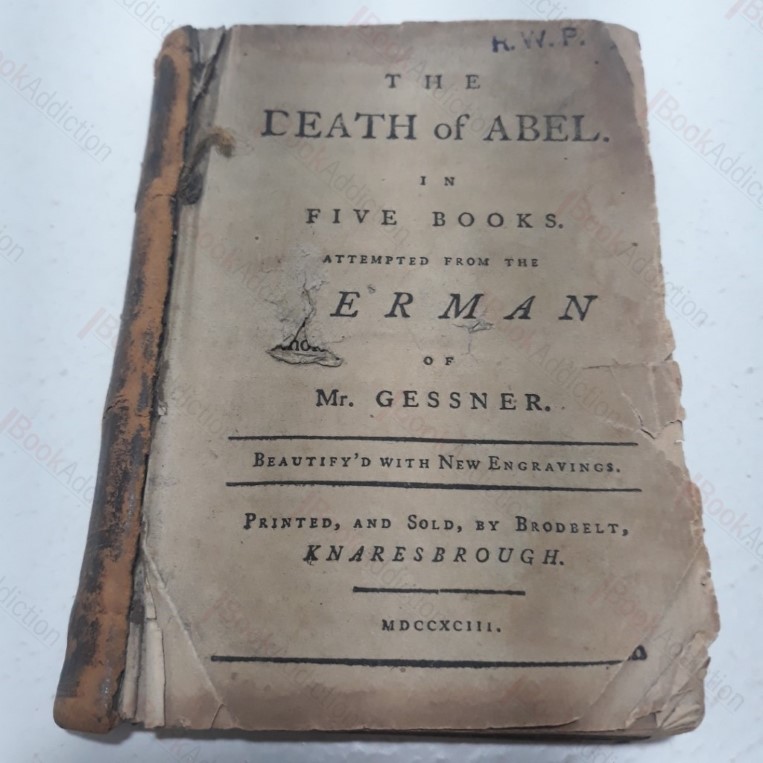 R.W.P.
THE
DEATH of ABEL.
IN
FIVE BOOKS.
ATTEMPTED FROM THE
ERMAN
OF
Mr. GESSNER.
BEAUTIFY'D WITH NEW ENGRAVINGS.
PRINTED, AND SOLD, BY BRODBELT,
KNARESBROUGH.
MDCCXCIII.
BookAddiction